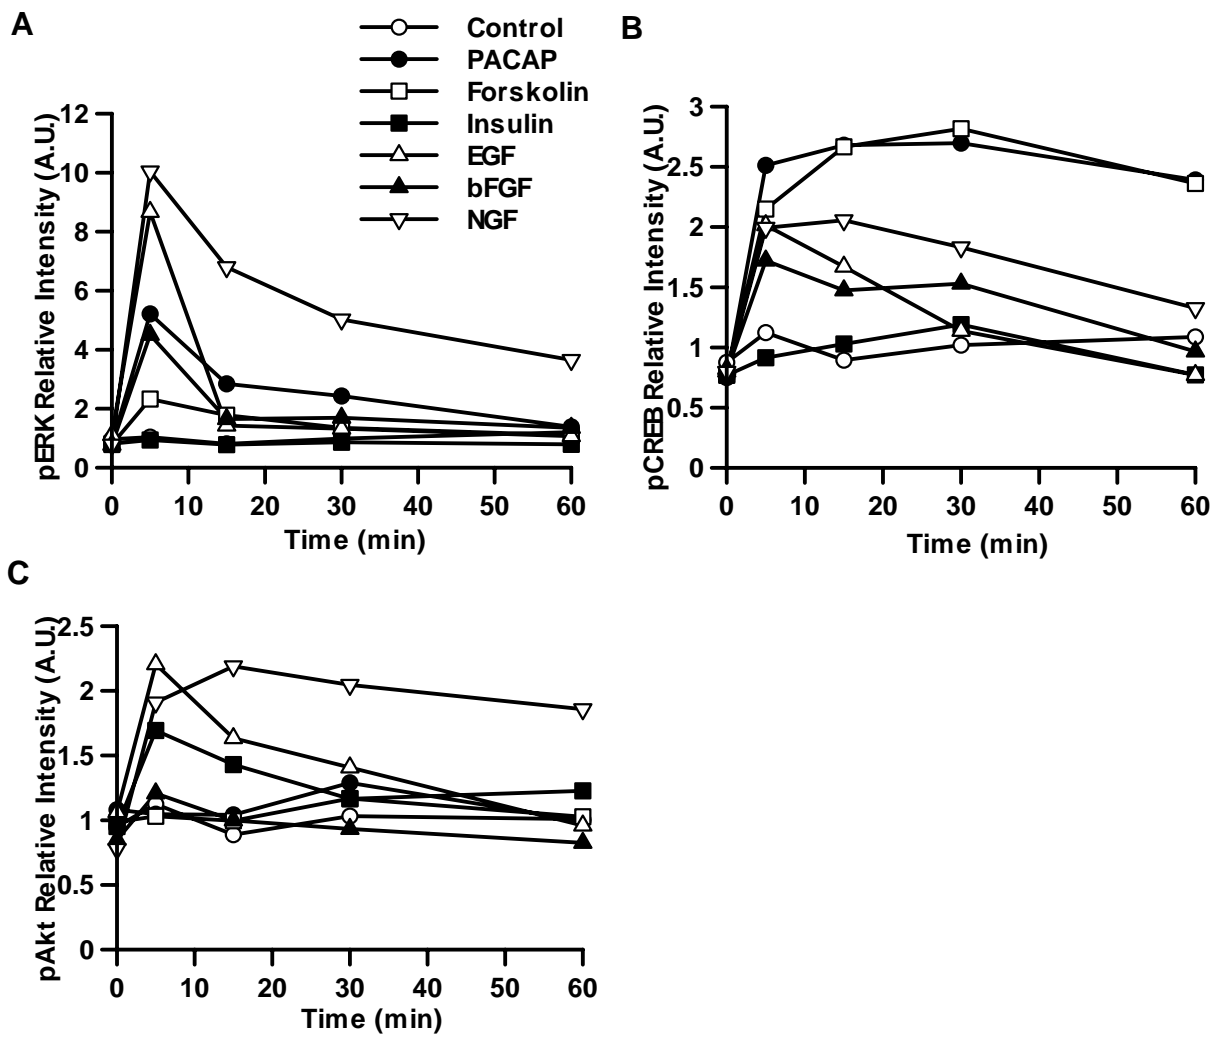 A
Control
PACAP
Forskolin
Insulin
EGF
bFGF
NGF
pERK Relative Intensity (A.U.)
12
10
8
6
4
2
0
0 10 20 30 40 50 60
Time (min)
B
pCREB Relative Intensity (A.U.)
3
2.5
2
1.5
1
0.5
0
0 10 20 30 40 50 60
Time (min)
C
pAkt Relative Intensity (A.U.)
2.5
2
1.5
1
0.5
0
0 10 20 30 40 50 60
Time (min)